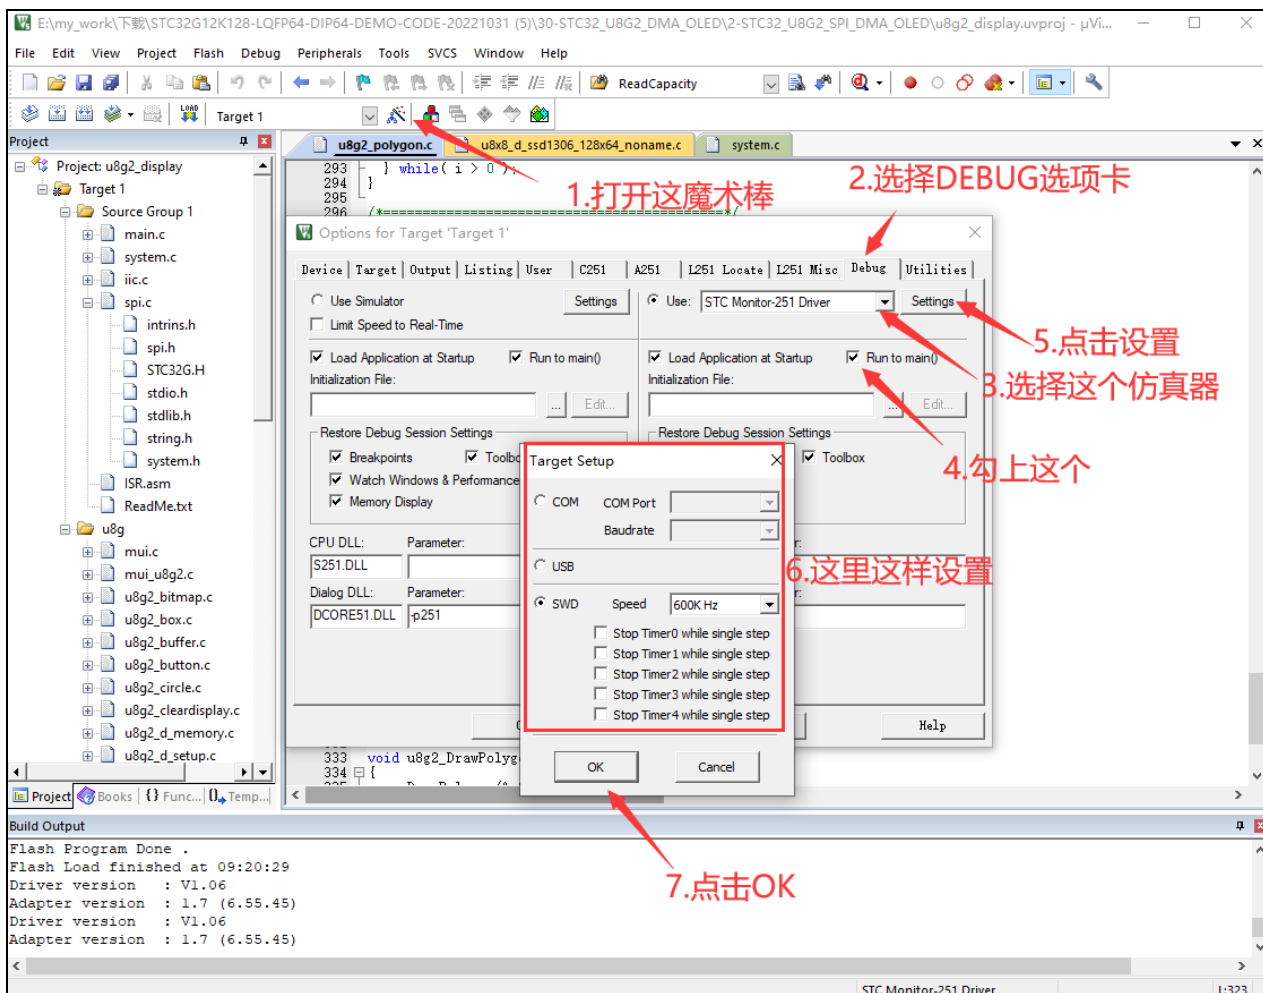 E:\my_work\下载\STC32G12K128-LQFP64-DIP64-DEMO-CODE-20221031 (5)\30-STC32_U8G2_DMA_OLED\2-STC32_U8G2_SPI_DMA_OLED\u8g2_display.uvproj - µVi...
File Edit View Project Flash Debug Peripherals Tools SVCS Window Help
ReadCapacity
LOAD
Target 1
Project
u8g2_polygon.c
u8x8_d_ssd1306_128x64_noname.c
system.c
Project: u8g2_display
Target 1
Source Group 1
main.c
system.c
iic.c
spi.c
intrins.h
spi.h
STC32G.H
stdio.h
stdlib.h
string.h
system.h
ISR.asm
ReadMe.txt
u8g
mui.c
mui_u8g2.c
u8g2_bitmap.c
u8g2_box.c
u8g2_buffer.c
u8g2_button.c
u8g2_circle.c
u8g2_cleardisplay.c
u8g2_d_memory.c
u8g2_d_setup.c
Project Books {} Func... Temp...
293 } while( i > 0 );
294 }
295
296 /*===========================================*/
1.打开这魔术棒
2.选择DEBUG选项卡
Options for Target 'Target 1'
Device Target Output Listing User C251 A251 L251 Locate L251 Misc Debug Utilities
Use Simulator Settings
Limit Speed to Real-Time
Use: STC Monitor-251 Driver Settings
5.点击设置
Load Application at Startup Run to main()
Initialization File:
Edit...
Load Application at Startup Run to main()
Initialization File:
Edit...
3.选择这个仿真器
Restore Debug Session Settings
Breakpoints Toolbo
Watch Windows & Performance
Memory Display
Restore Debug Session Settings
Toolbox
4.勾上这个
CPU DLL: Parameter:
S251.DLL
Dialog DLL: Parameter:
DCORE51.DLL -p251
Target Setup
COM COM Port
Baudrate
USB
SWD Speed 600K Hz
Stop Timer0 while single step
Stop Timer1 while single step
Stop Timer2 while single step
Stop Timer3 while single step
Stop Timer4 while single step
OK Cancel
6.这里这样设置
Help
333 void u8g2_DrawPolyg
334 {
7.点击OK
Build Output
Flash Program Done .
Flash Load finished at 09:20:29
Driver version : V1.06
Adapter version : 1.7 (6.55.45)
Driver version : V1.06
Adapter version : 1.7 (6.55.45)
STC Monitor-251 Driver
L:323